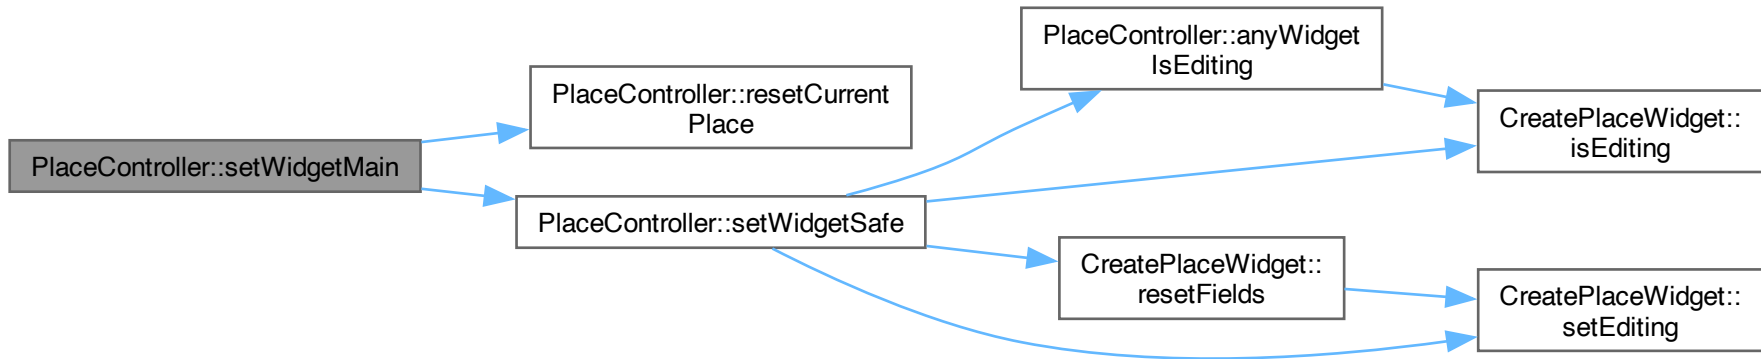 PlaceController::setWidgetMain
PlaceController::resetCurrent
Place
PlaceController::setWidgetSafe
PlaceController::anyWidget
IsEditing
CreatePlaceWidget::
isEditing
CreatePlaceWidget::
resetFields
CreatePlaceWidget::
setEditing